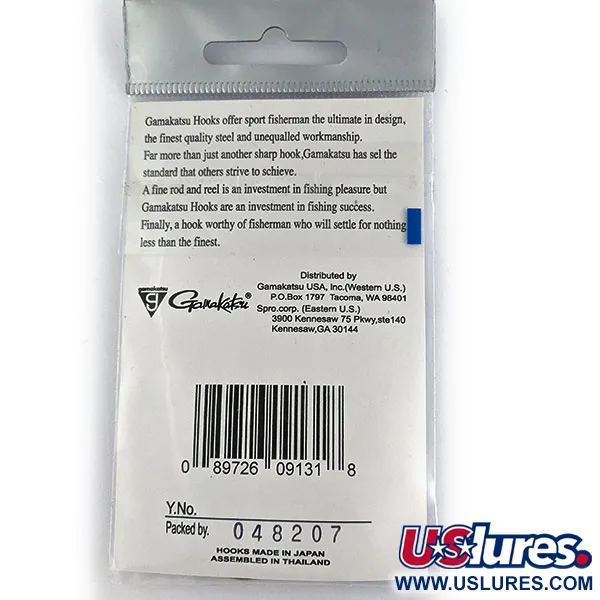 Gamakatsu Hooks offer sport fisherman the ultimate in design,
the finest quality steel and unequalled workmanship.
Far more than just another sharp hook,Gamakatsu has sel the
standard that others strive to achieve.
A fine rod and reel is an investment in fishing pleasure but
Gamakatsu Hooks are an investment in fishing success.
Finally, a hook worthy of fisherman who will settle for nothing
less than the finest.
Distributed by
Gamakatsu USA, Inc.(Western U.S.)
P.O.Box 1797 Tacoma, WA 98401
Spro.corp. (Eastern U.S.)
3900 Kennesaw 75 Pkwy,ste140
Kennesaw,GA 30144
gamakatsu
g
Gamakatsu®
0 89726 09131 8
Y.No.
Packed by. 048207
HOOKS MADE IN JAPAN
ASSEMBLED IN THAILAND
USlures.
WWW.USLURES.COM